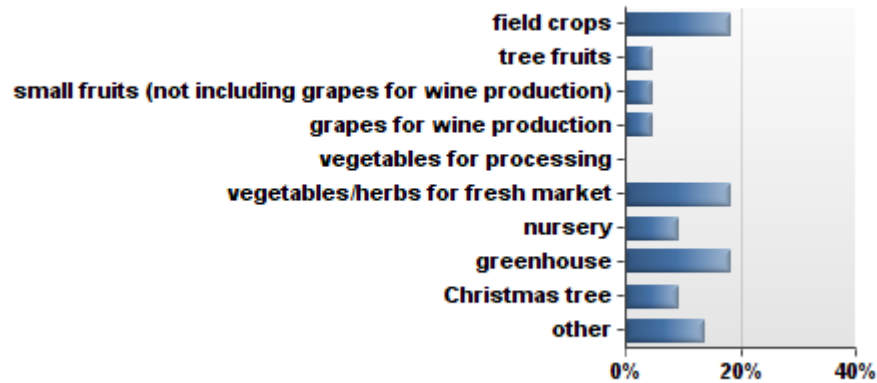 field crops
tree fruits
small fruits (not including grapes for wine production)
grapes for wine production
vegetables for processing
vegetables/herbs for fresh market
nursery
greenhouse
Christmas tree
other
0% 20% 40%